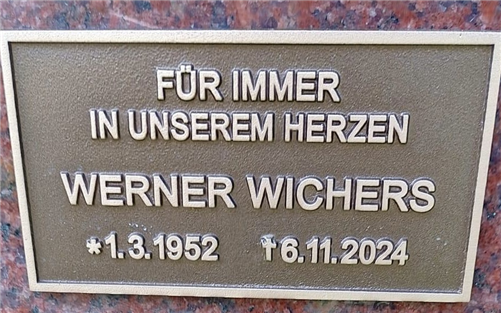 FÜR IMMER
IN UNSEREM HERZEN
WERNER WICHERS
*1.3.1952 †6.11.2024